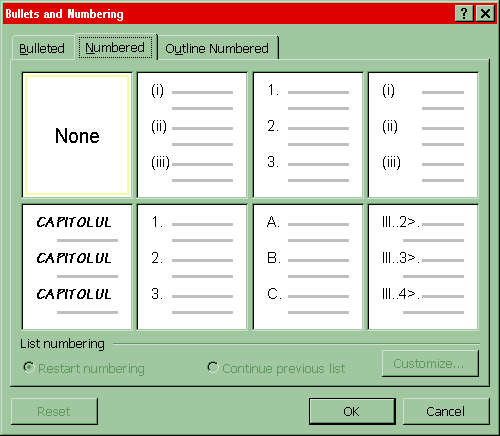 Bullets and Numbering
Bulleted Numbered Outline Numbered
None
(i)
(ii)
(iii)
1.
2.
3.
(i)
(ii)
(iii)
CAPITOLUL
CAPITOLUL
CAPITOLUL
1.
2.
3.
A.
B.
C.
III..2>.
III..3>.
III..4>.
List numbering
Restart numbering Continue previous list Customize...
Reset OK Cancel